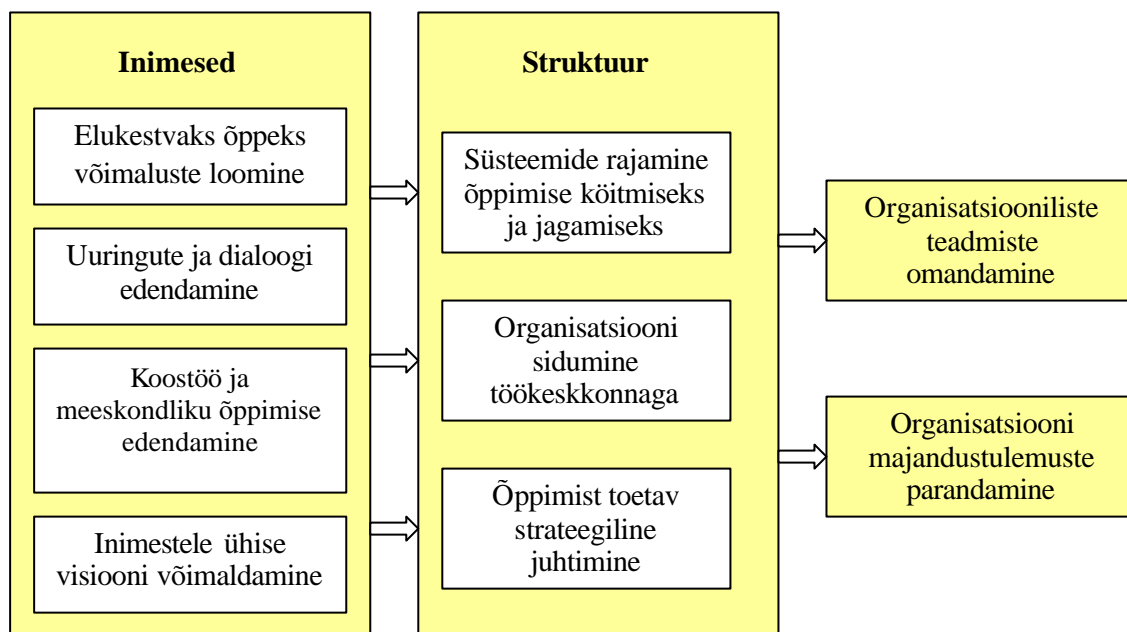 Inimesed
Elukestvaks õppeks
võimaluste loomine
Uuringute ja dialoogi
edendamine
Koostöö ja
meeskondliku õppimise
edendamine
Inimestele ühise
visiooni võimaldamine
Struktuur
Süsteemide rajamine
õppimise köitmiseks
ja jagamiseks
Organisatsiooni
sidumine
töökeskkonnaga
Õppimist toetav
strateegiline
juhtimine
Organisatsiooniliste
teadmiste
omandamine
Organisatsiooni
majandustulemuste
parandamine